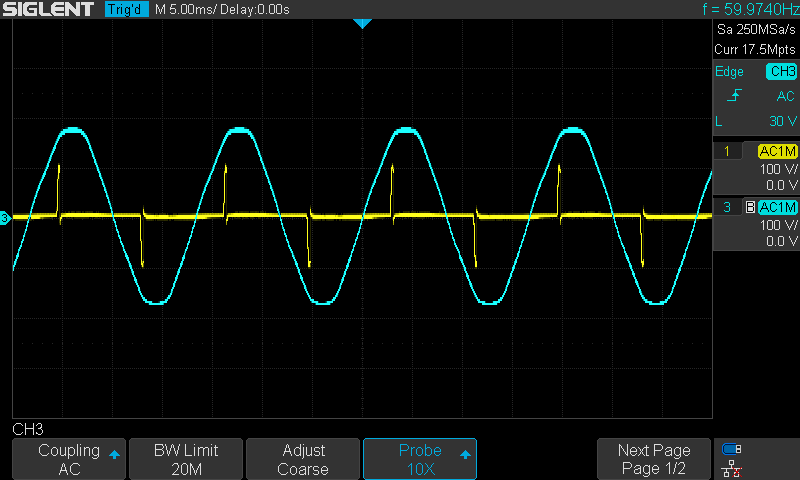 SIGLENT Trig'd M 5.00ms/ Delay:0.00s f = 59.9740Hz
Sa 250MSa/s
Curr 17.5Mpts
Edge CH3
AC
L 30 V
1 AC1M
100 V/
0.0 V
3 B AC1M
100 V/
0.0 V
3
CH3
Coupling
AC
BW Limit
20M
Adjust
Coarse
Probe
10X
Next Page
Page 1/2